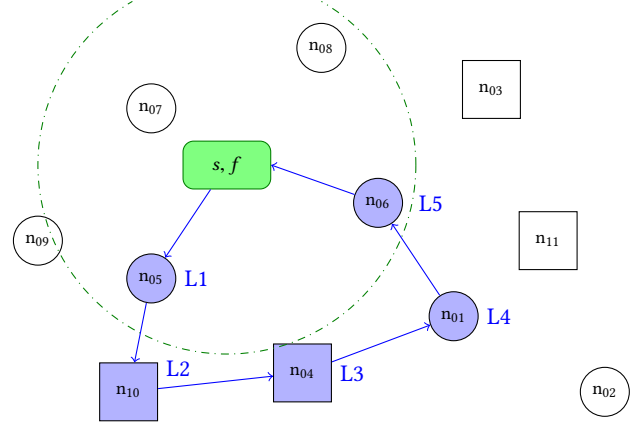 n₀₈
n₀₃
n₀₇
s, f
n₀₆
L5
n₀₉
n₁₁
n₀₅
L1
n₀₁
L4
L2
n₀₄
L3
n₁₀
n₀₂